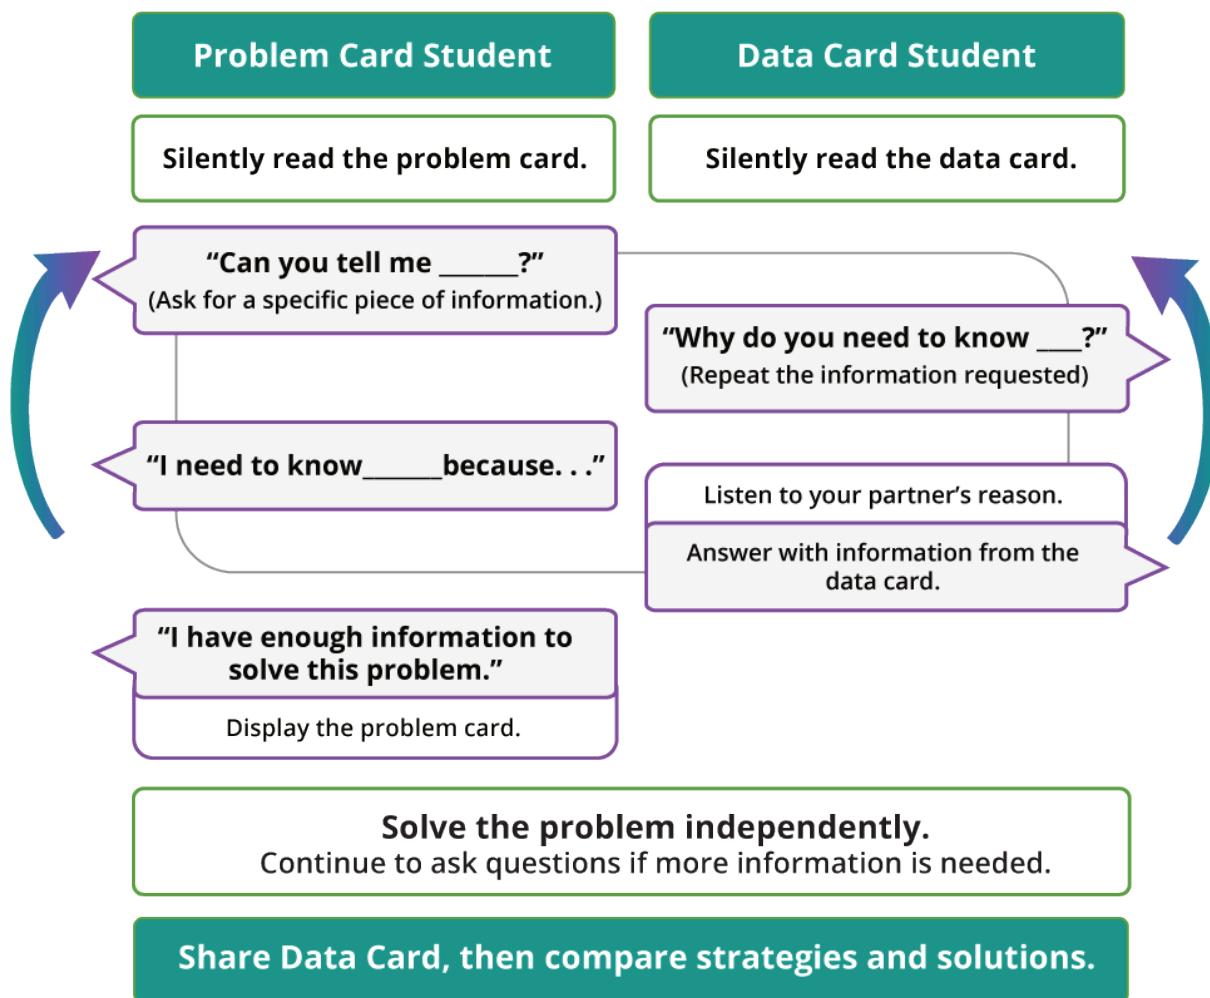 Problem Card Student
Data Card Student
Silently read the problem card.
Silently read the data card.
“Can you tell me ______?”
(Ask for a specific piece of information.)
“Why do you need to know ___?”
(Repeat the information requested)
“I need to know______because. . .”
Listen to your partner’s reason.
Answer with information from the
data card.
“I have enough information to
solve this problem.”
Display the problem card.
Solve the problem independently.
Continue to ask questions if more information is needed.
Share Data Card, then compare strategies and solutions.